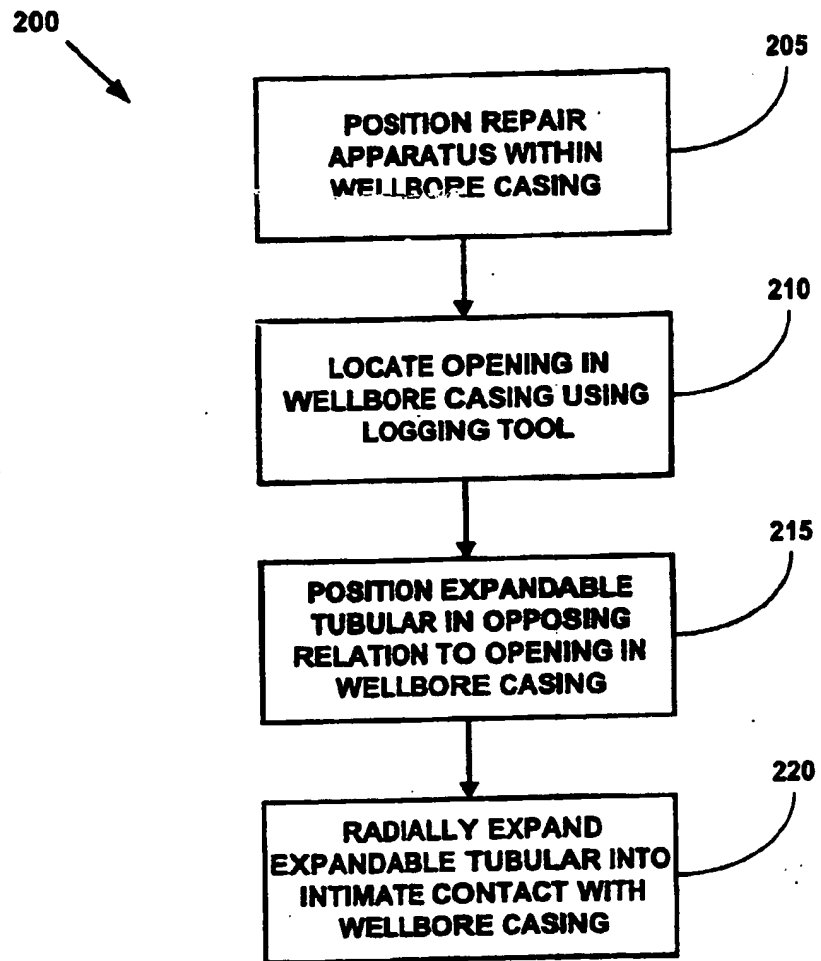 200
205
POSITION REPAIR
APPARATUS WITHIN
WELLBORE CASING
210
LOCATE OPENING IN
WELLBORE CASING USING
LOGGING TOOL
215
POSITION EXPANDABLE
TUBULAR IN OPPOSING
RELATION TO OPENING IN
WELLBORE CASING
220
RADIALLY EXPAND
EXPANDABLE TUBULAR INTO
INTIMATE CONTACT WITH
WELLBORE CASING